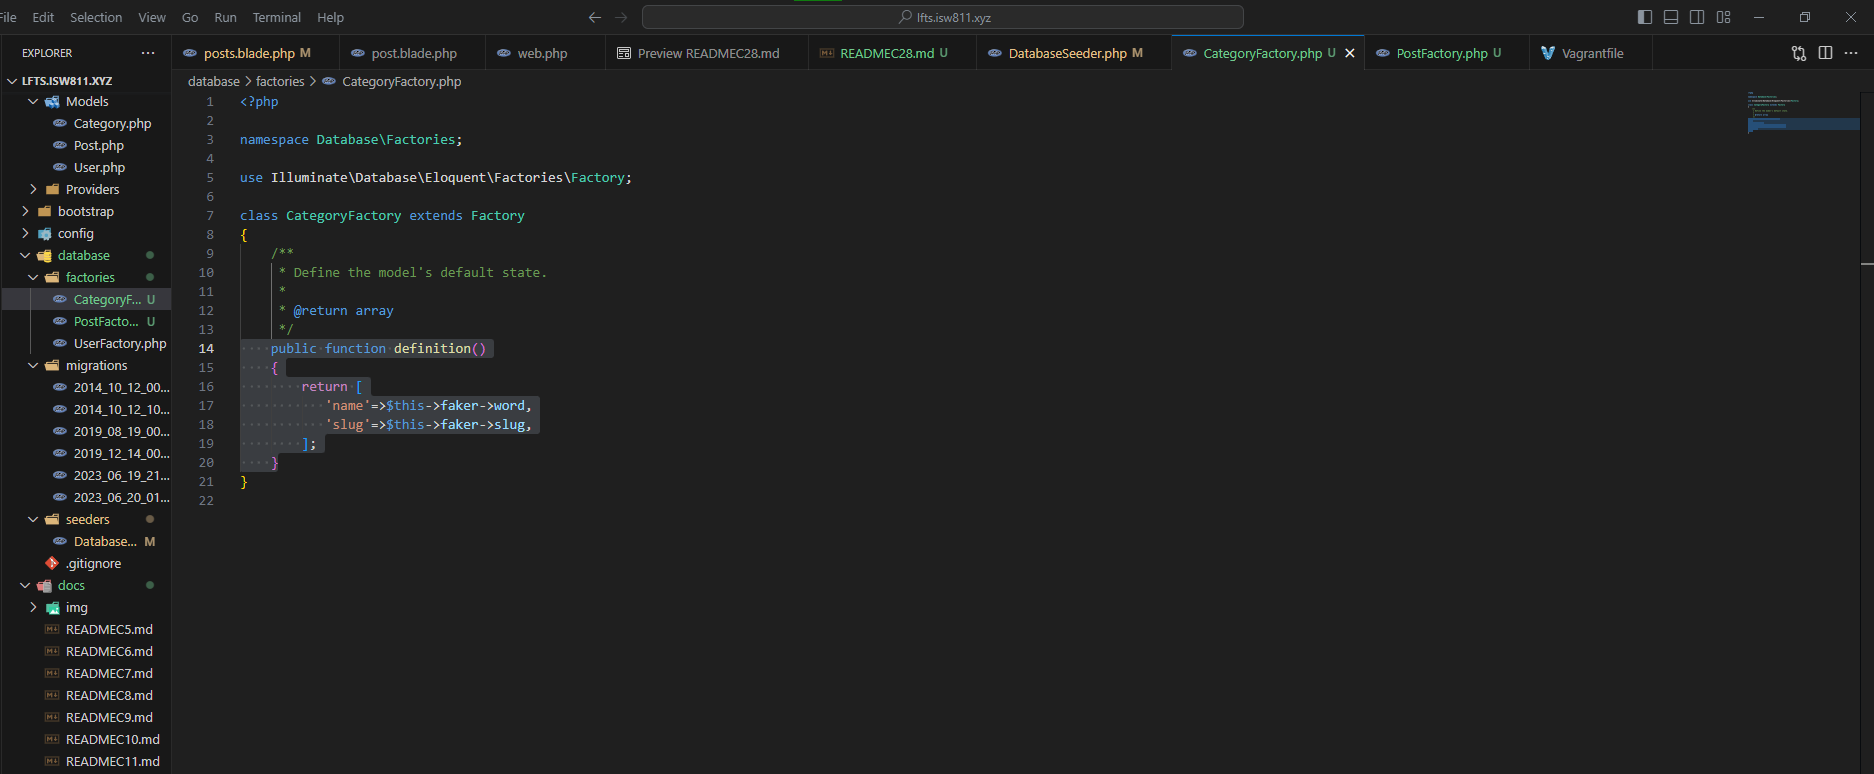 File Edit Selection View Go Run Terminal Help
lfts.isw811.xyz
EXPLORER
posts.blade.php M
post.blade.php
web.php
Preview READMEC28.md
READMEC28.md U
DatabaseSeeder.php M
CategoryFactory.php U
PostFactory.php U
Vagrantfile
LFTS.ISW811.XYZ
Models
Category.php
Post.php
User.php
Providers
bootstrap
config
database
factories
CategoryF... U
PostFacto... U
UserFactory.php
migrations
2014_10_12_00...
2014_10_12_10...
2019_08_19_00...
2019_12_14_00...
2023_06_19_21...
2023_06_20_01...
seeders
Database... M
.gitignore
docs
img
READMEC5.md
READMEC6.md
READMEC7.md
READMEC8.md
READMEC9.md
READMEC10.md
READMEC11.md
database > factories > CategoryFactory.php
1 <?php
2
3 namespace Database\Factories;
4
5 use Illuminate\Database\Eloquent\Factories\Factory;
6
7 class CategoryFactory extends Factory
8 {
9 /**
10 * Define the model's default state.
11 *
12 * @return array
13 */
14 public function definition()
15 {
16 return [
17 'name'=>$this->faker->word,
18 'slug'=>$this->faker->slug,
19 ];
20 }
21 }
22